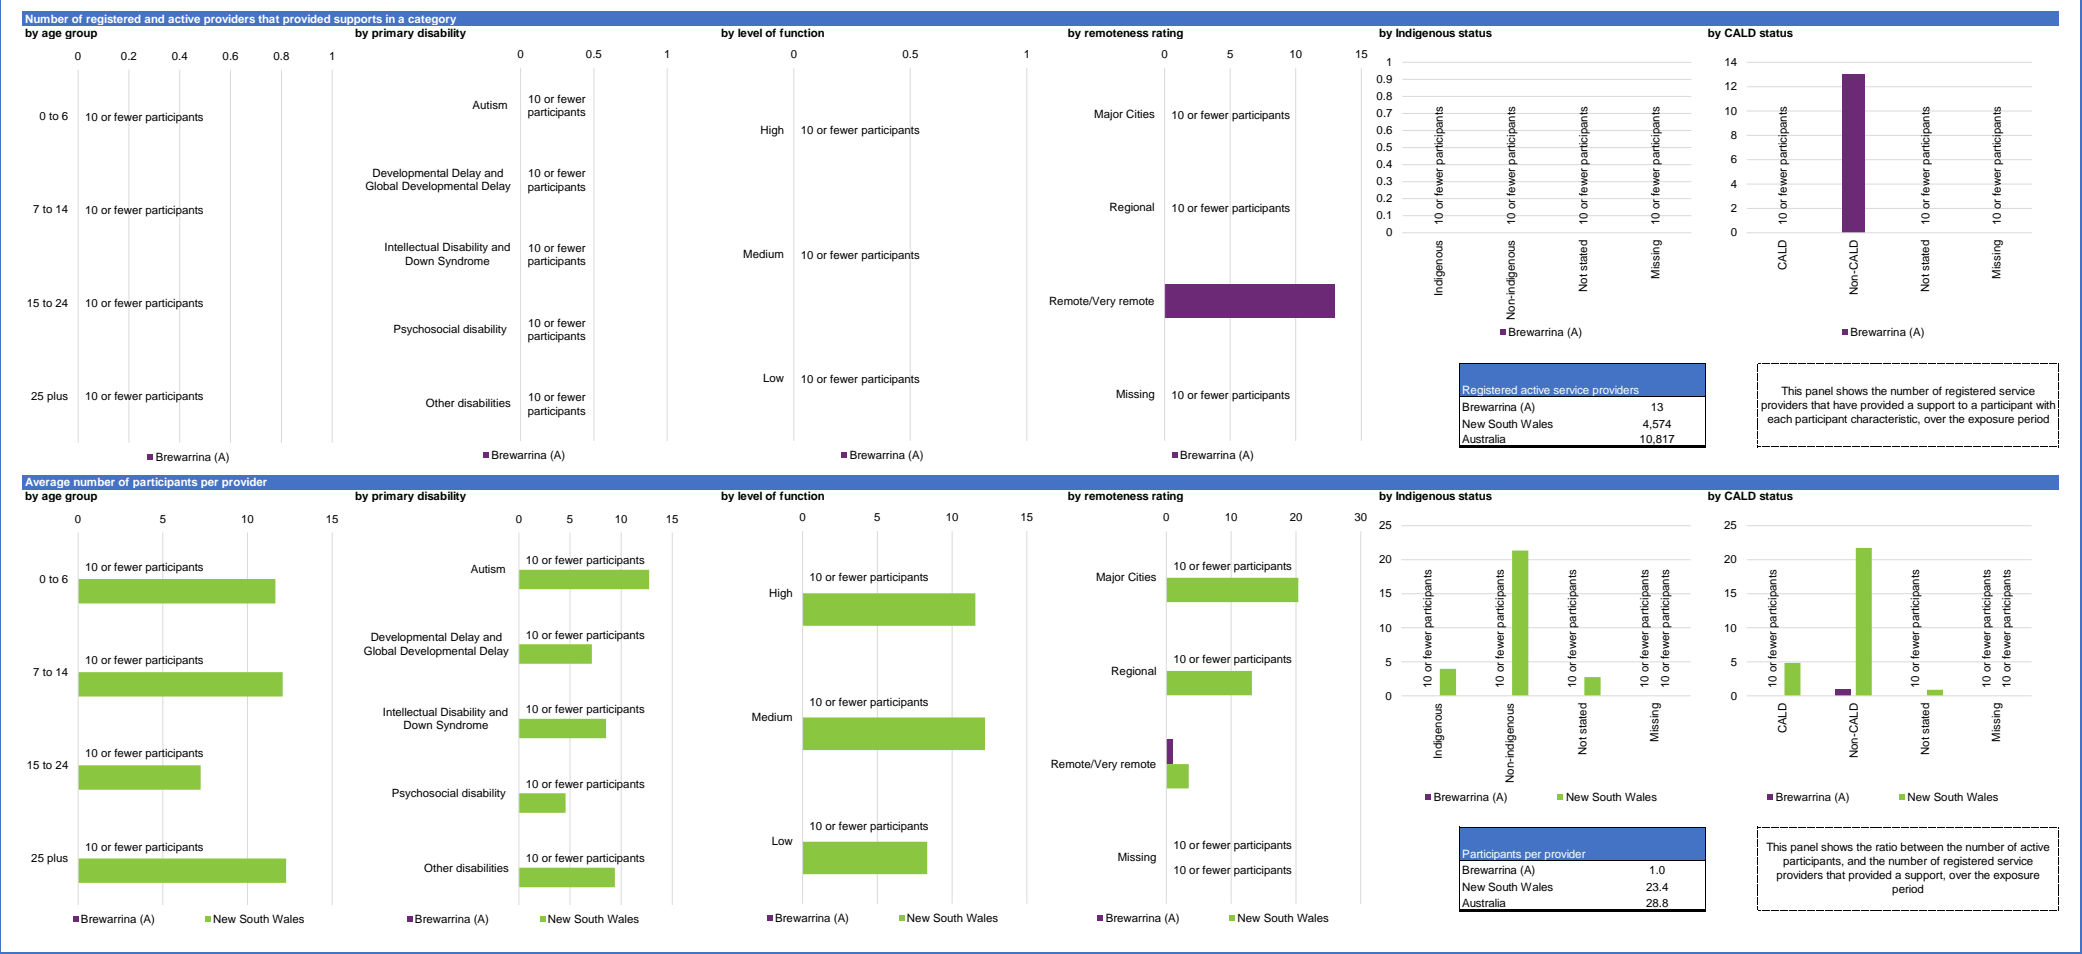 Number of registered and active providers that provided supports in a category
by age group
0 0.2 0.4 0.6 0.8 1
0 to 6 10 or fewer participants
7 to 14 10 or fewer participants
15 to 24 10 or fewer participants
25 plus 10 or fewer participants
Brewarrina (A)
by primary disability
0 0.5 1
Autism
10 or fewer
participants
Developmental Delay and
Global Developmental Delay
10 or fewer
participants
Intellectual Disability and
Down Syndrome
10 or fewer
participants
Psychosocial disability
10 or fewer
participants
Other disabilities
10 or fewer
participants
Brewarrina (A)
by level of function
0 0.5 1
High 10 or fewer participants
Medium 10 or fewer participants
Low 10 or fewer participants
Brewarrina (A)
by remoteness rating
0 5 10 15
Major Cities 10 or fewer participants
Regional 10 or fewer participants
Remote/Very remote
Missing 10 or fewer participants
Brewarrina (A)
by Indigenous status
1
0.9
0.8
0.7
0.6
0.5
0.4
0.3
0.2
0.1
0
10 or fewer participants
10 or fewer participants
10 or fewer participants
10 or fewer participants
Indigenous
Non-indigenous
Not stated
Missing
Brewarrina (A)
by CALD status
14
12
10
8
6
4
2
0
10 or fewer participants
10 or fewer participants
10 or fewer participants
CALD
Non-CALD
Not stated
Missing
Brewarrina (A)
Registered active service providers
Brewarrina (A) 13
New South Wales 4,574
Australia 10,817
This panel shows the number of registered service
providers that have provided a support to a participant with
each participant characteristic, over the exposure period
Average number of participants per provider
by age group
0 5 10 15
10 or fewer participants
0 to 6
10 or fewer participants
7 to 14
10 or fewer participants
15 to 24
10 or fewer participants
25 plus
Brewarrina (A) New South Wales
by primary disability
0 5 10 15
10 or fewer participants
Autism
10 or fewer participants
Developmental Delay and
Global Developmental Delay
10 or fewer participants
Intellectual Disability and
Down Syndrome
10 or fewer participants
Psychosocial disability
10 or fewer participants
Other disabilities
Brewarrina (A) New South Wales
by level of function
0 5 10 15
10 or fewer participants
High
10 or fewer participants
Medium
10 or fewer participants
Low
Brewarrina (A) New South Wales
by remoteness rating
0 10 20 30
10 or fewer participants
Major Cities
10 or fewer participants
Regional
Remote/Very remote
10 or fewer participants
Missing
10 or fewer participants
Brewarrina (A) New South Wales
by Indigenous status
25
20
15
10
5
0
10 or fewer participants
10 or fewer participants
10 or fewer participants
10 or fewer participants
10 or fewer participants
Indigenous
Non-indigenous
Not stated
Missing
Brewarrina (A) New South Wales
by CALD status
25
20
15
10
5
0
10 or fewer participants
10 or fewer participants
10 or fewer participants
10 or fewer participants
CALD
Non-CALD
Not stated
Missing
Brewarrina (A) New South Wales
Participants per provider
Brewarrina (A) 1.0
New South Wales 23.4
Australia 28.8
This panel shows the ratio between the number of active
participants, and the number of registered service
providers that provided a support, over the exposure
period